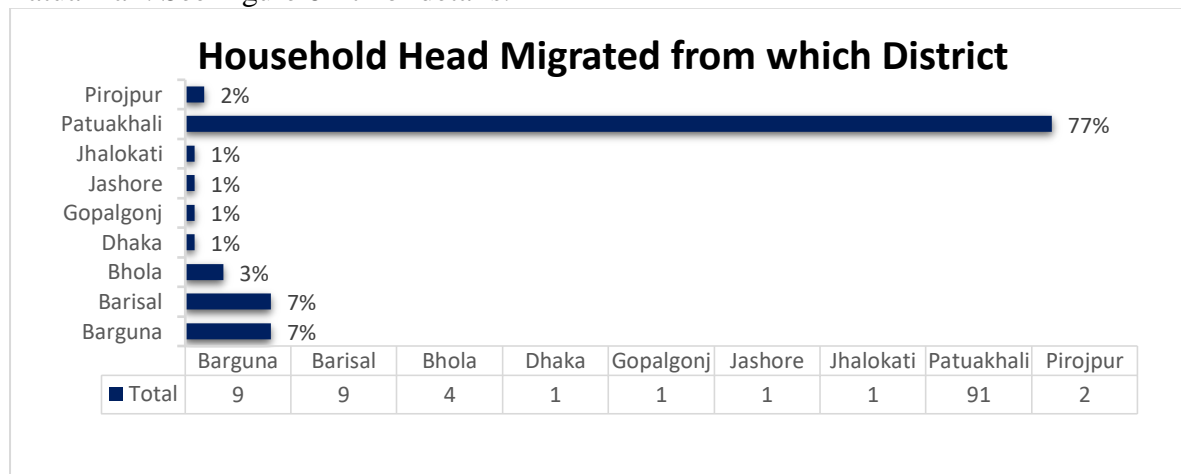 Household Head Migrated from which District
Pirojpur 2%
Patuakhali 77%
Jhalokati 1%
Jashore 1%
Gopalgonj 1%
Dhaka 1%
Bhola 3%
Barisal 7%
Barguna 7%
Barguna Barisal Bhola Dhaka Gopalgonj Jashore Jhalokati Patuakhali Pirojpur
Total 9 9 4 1 1 1 1 91 2